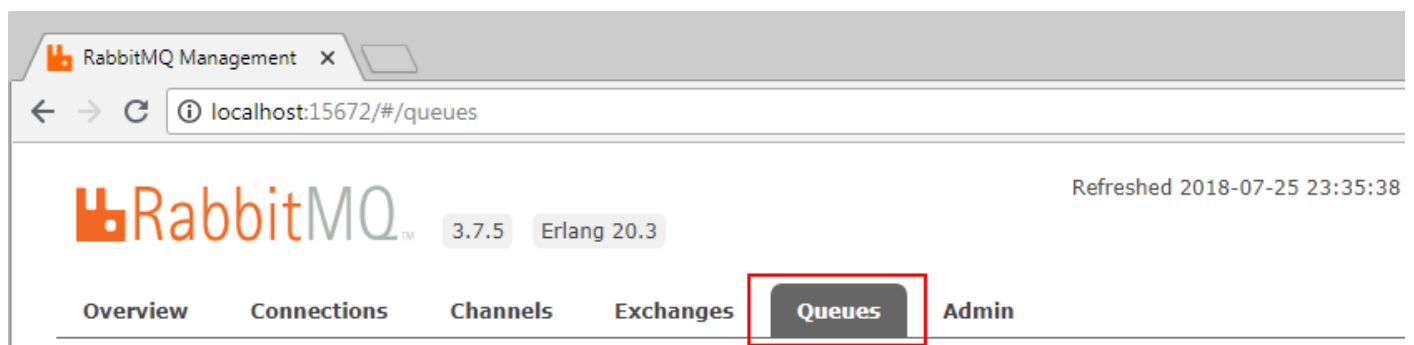 RabbitMQ Management
localhost:15672/#/queues
Refreshed 2018-07-25 23:35:38
RabbitMQ TM 3.7.5 Erlang 20.3
Overview Connections Channels Exchanges Queues Admin